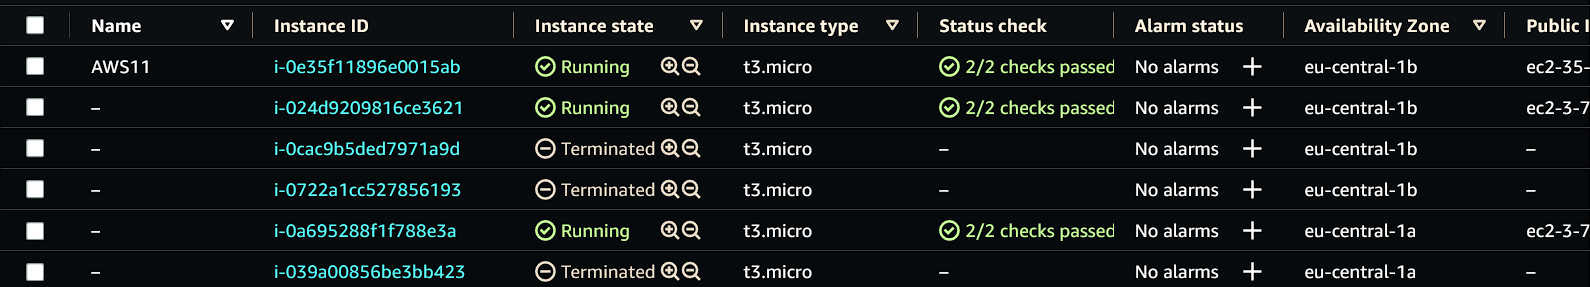 Name Instance ID Instance state Instance type Status check Alarm status Availability Zone Public I
AWS11 i-0e35f11896e0015ab Running t3.micro 2/2 checks passed No alarms + eu-central-1b ec2-35-
– i-024d9209816ce3621 Running t3.micro 2/2 checks passed No alarms + eu-central-1b ec2-3-7
– i-0cac9b5ded7971a9d Terminated t3.micro – No alarms + eu-central-1b –
– i-0722a1cc527856193 Terminated t3.micro – No alarms + eu-central-1b –
– i-0a695288f1f788e3a Running t3.micro 2/2 checks passed No alarms + eu-central-1a ec2-3-7
– i-039a00856be3bb423 Terminated t3.micro – No alarms + eu-central-1a –